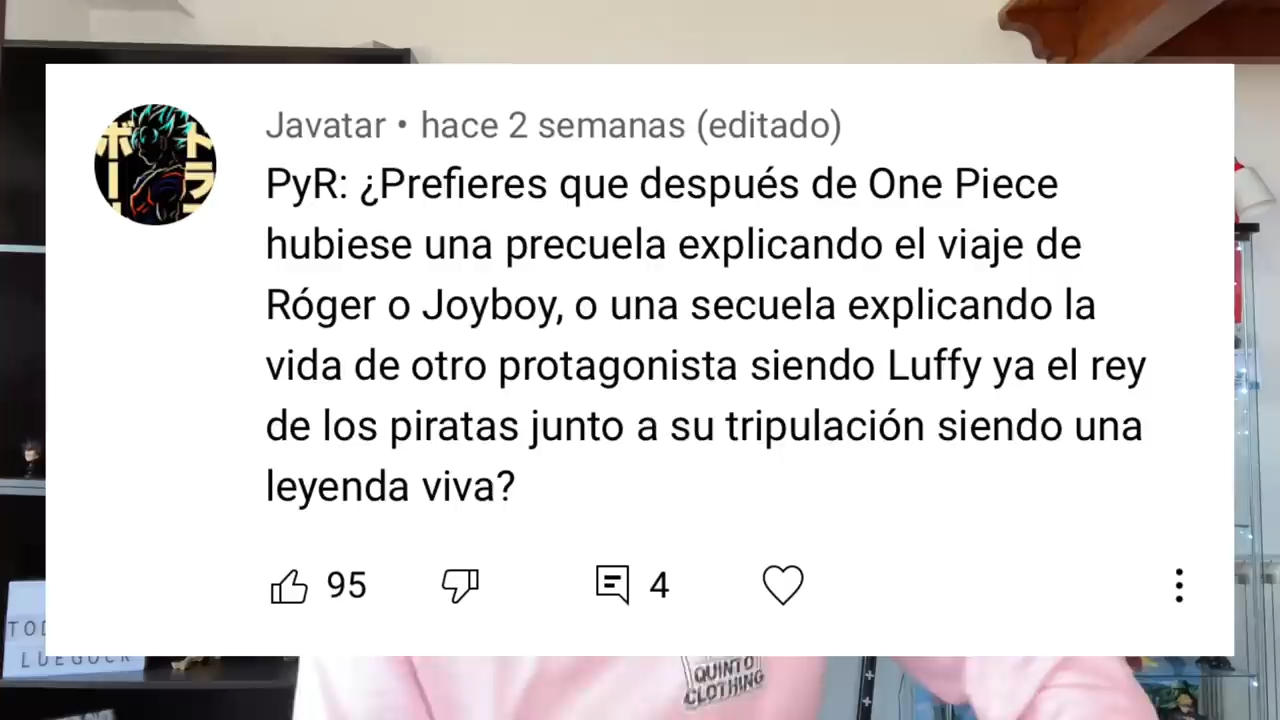 Javatar • hace 2 semanas (editado)
PyR: ¿Prefieres que después de One Piece
hubiese una precuela explicando el viaje de
Róger o Joyboy, o una secuela explicando la
vida de otro protagonista siendo Luffy ya el rey
de los piratas junto a su tripulación siendo una
leyenda viva?
95
4
QUINTO
CLOTHING